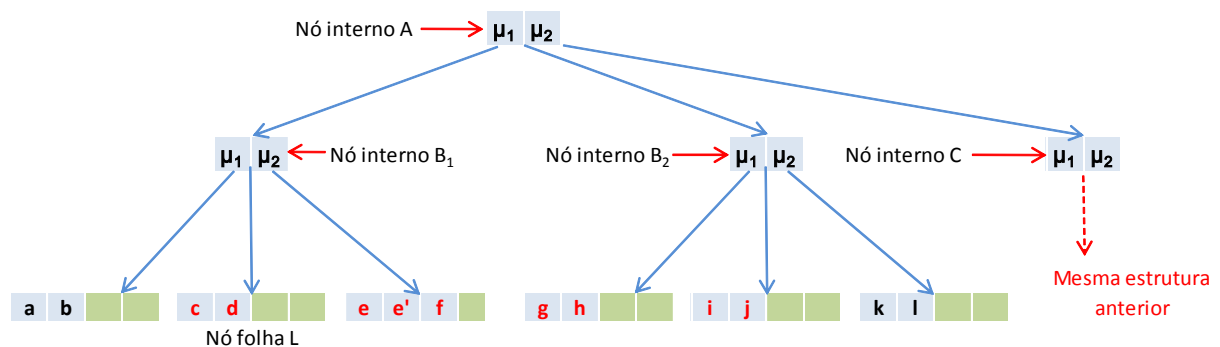 Nó interno A
μ₁ μ₂
μ₁ μ₂
Nó interno B₁
Nó interno B₂
μ₁ μ₂
Nó interno C
μ₁ μ₂
Mesma estrutura
anterior
a b
c d
e e' f
g h
i j
k l
Nó folha L